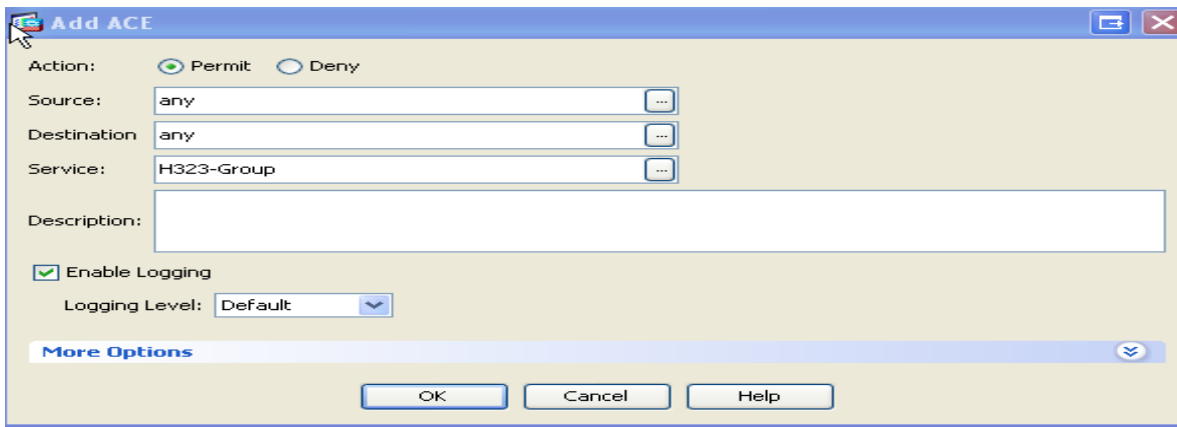 Add ACE
Action: Permit Deny
Source: any ...
Destination any ...
Service: H323-Group ...
Description:
Enable Logging
Logging Level: Default
More Options
OK Cancel Help